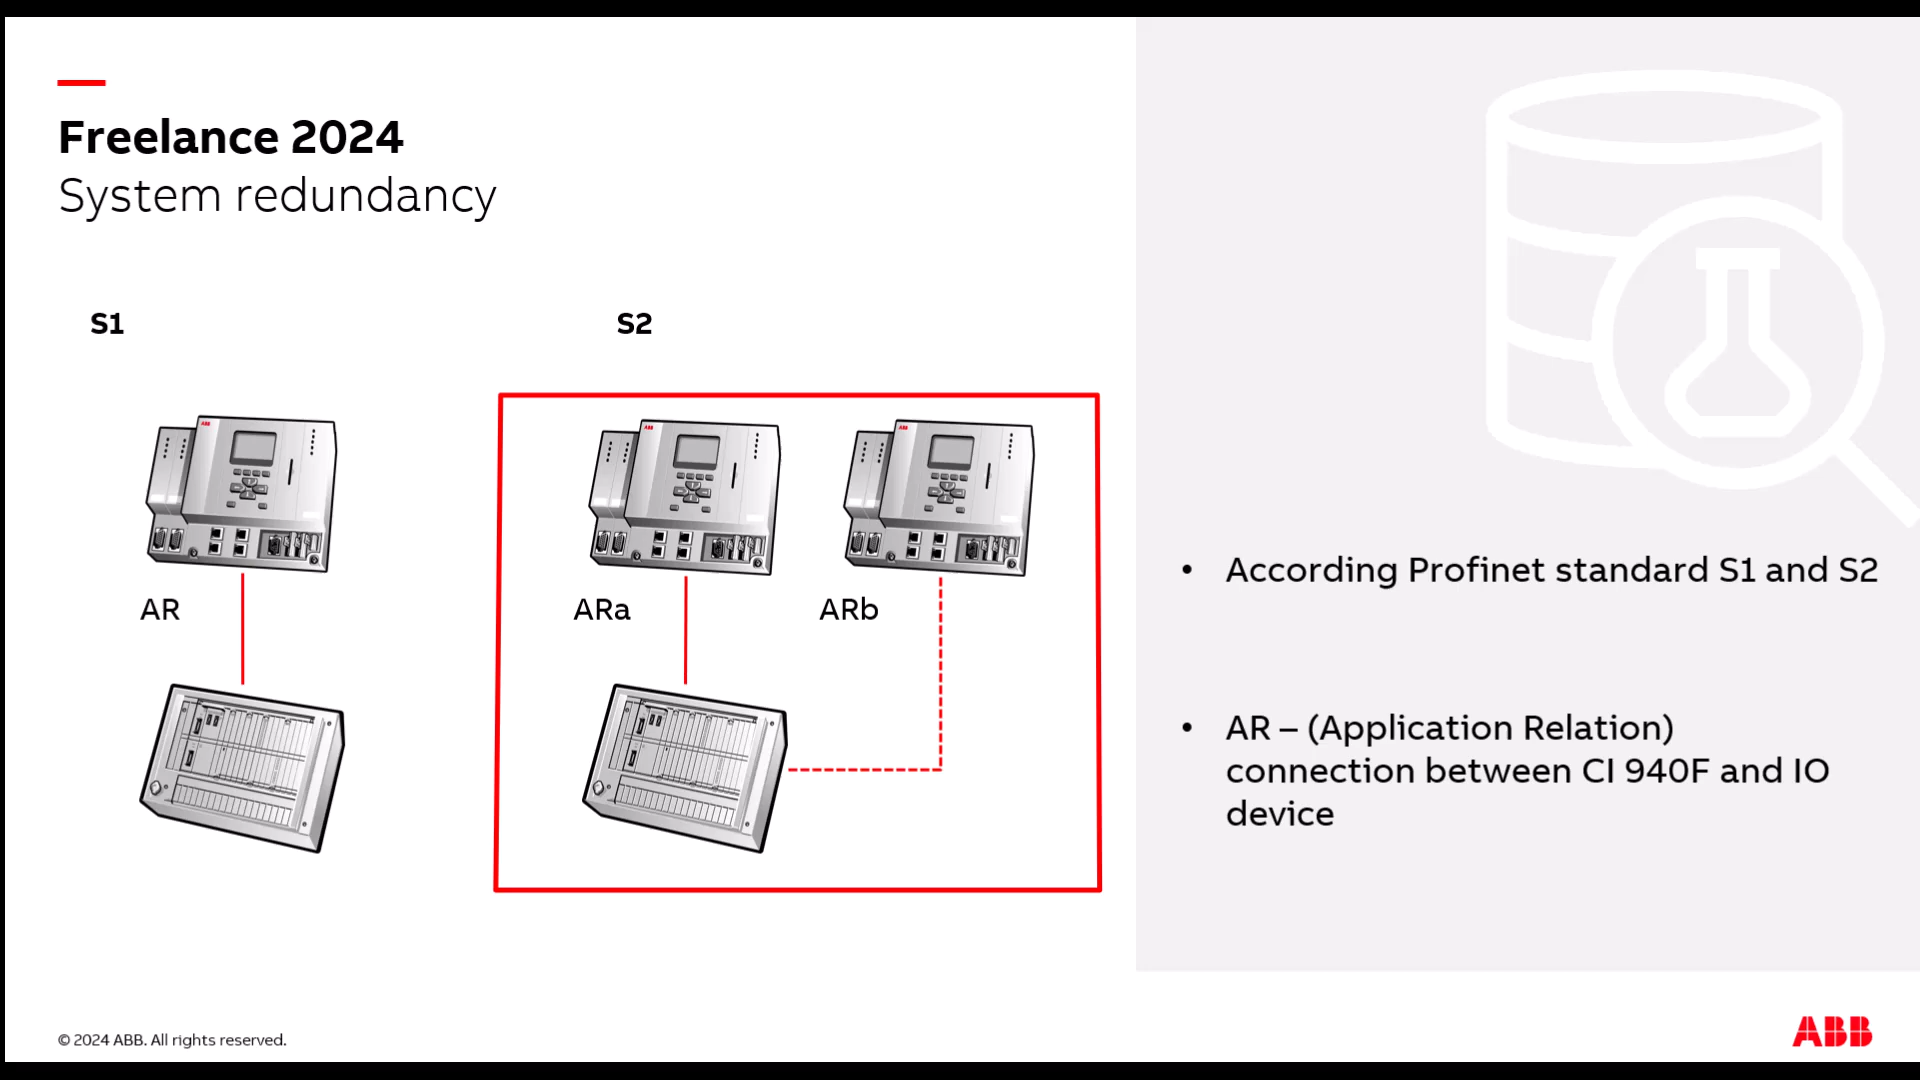 Freelance 2024
System redundancy
S1
S2
AR
ARa
ARb
• According Profinet standard S1 and S2
• AR – (Application Relation)
connection between CI 940F and IO
device
© 2024 ABB. All rights reserved.
ABB